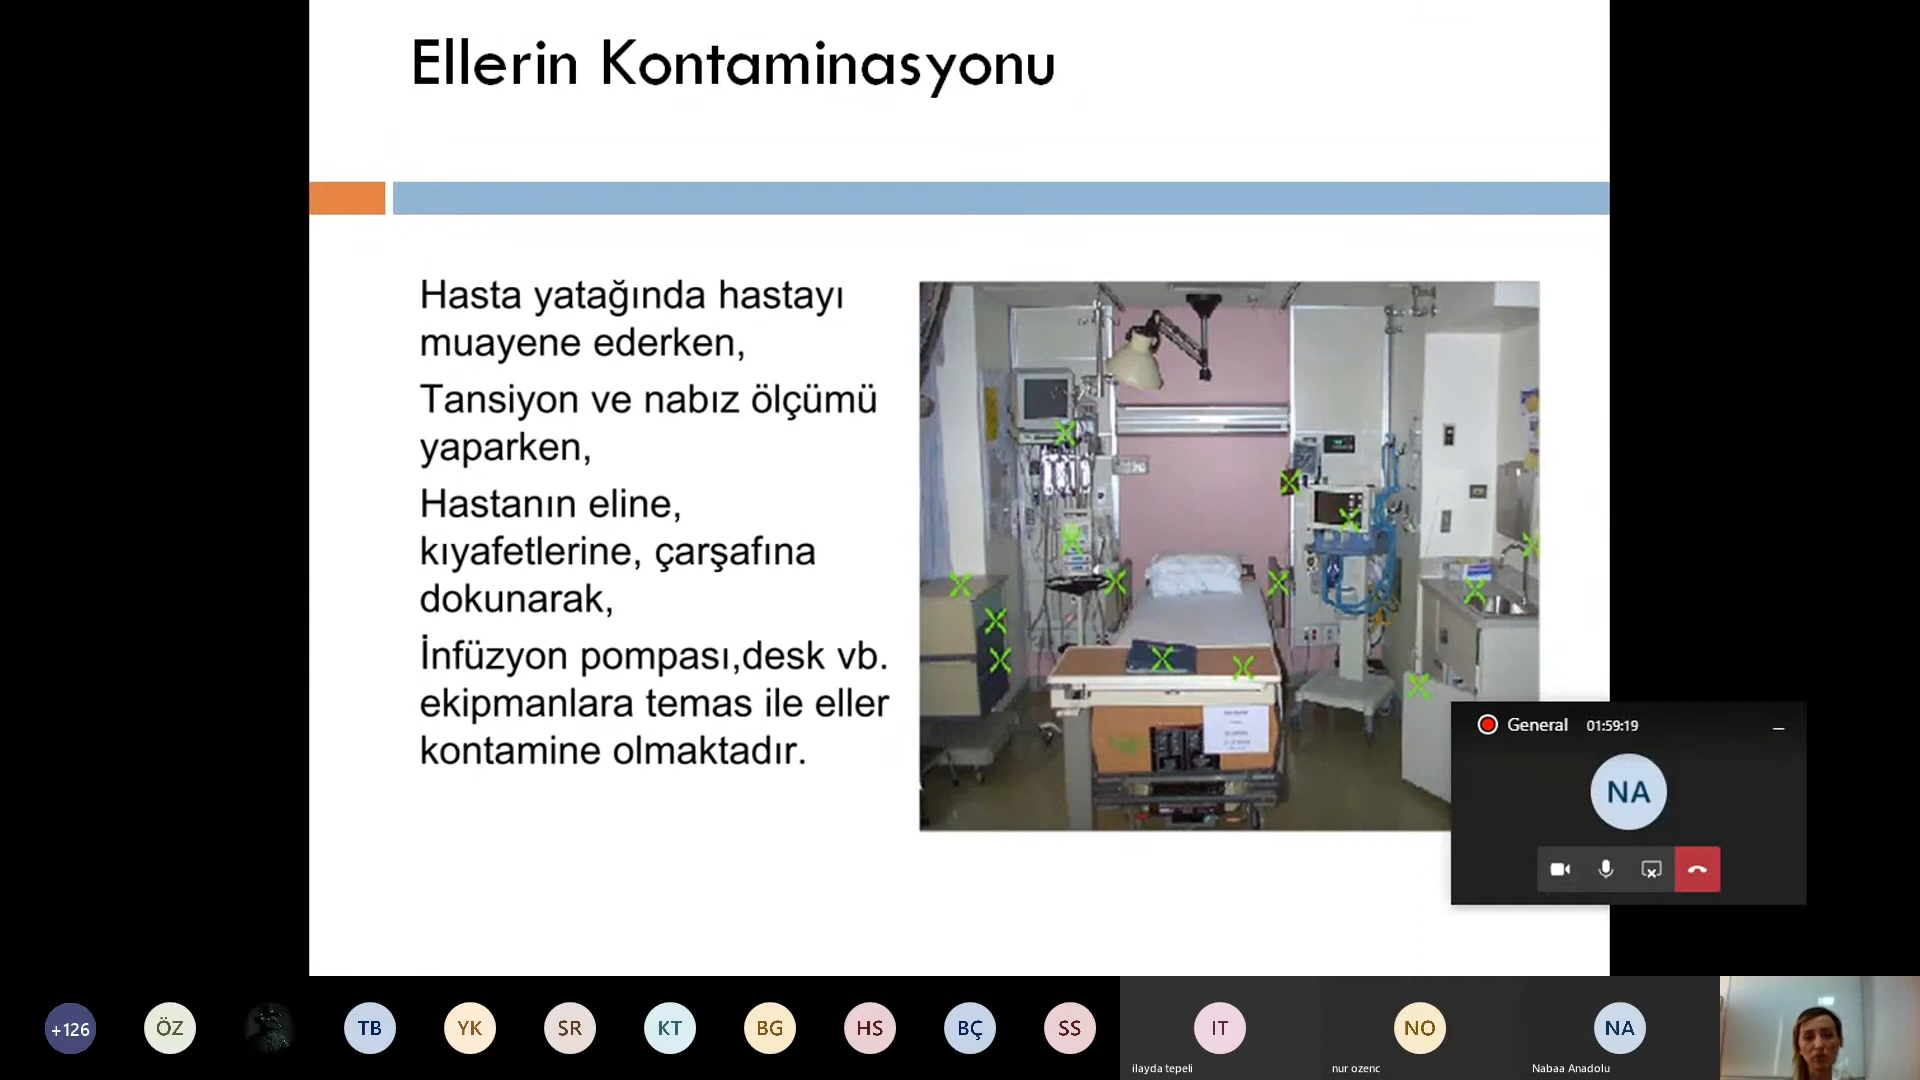 Ellerin Kontaminasyonu
Hasta yatağında hastayı
muayene ederken,
Tansiyon ve nabız ölçümü
yaparken,
Hastanın eline,
kıyafetlerine, çarşafına
dokunarak,
İnfüzyon pompası,desk vb.
ekipmanlara temas ile eller
kontamine olmaktadır.
General 01:59:19
NA
+126 ÖZ TB YK SR KT BG HS BÇ SS IT NO NA
ilayda tepeli nur ozenc Nabaa Anadolu